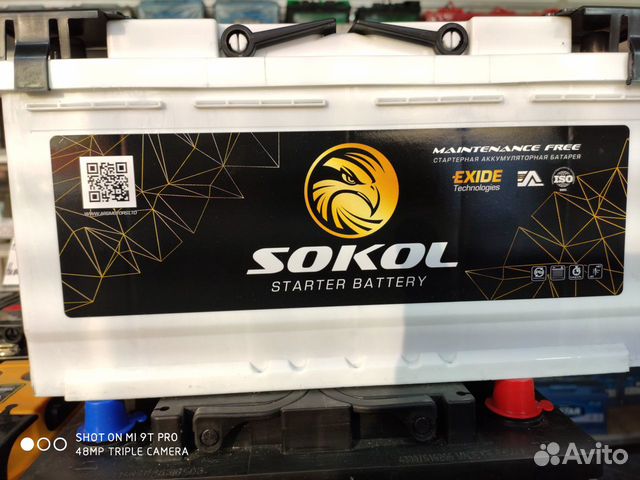 MAINTENANCE FREE
СТАРТЕРНАЯ АККУМУЛЯТОРНАЯ БАТАРЕЯ
EXIDE
Technologies
ISO
SOKOL
STARTER BATTERY
SHOT ON MI 9T PRO
48MP TRIPLE CAMERA
Avito